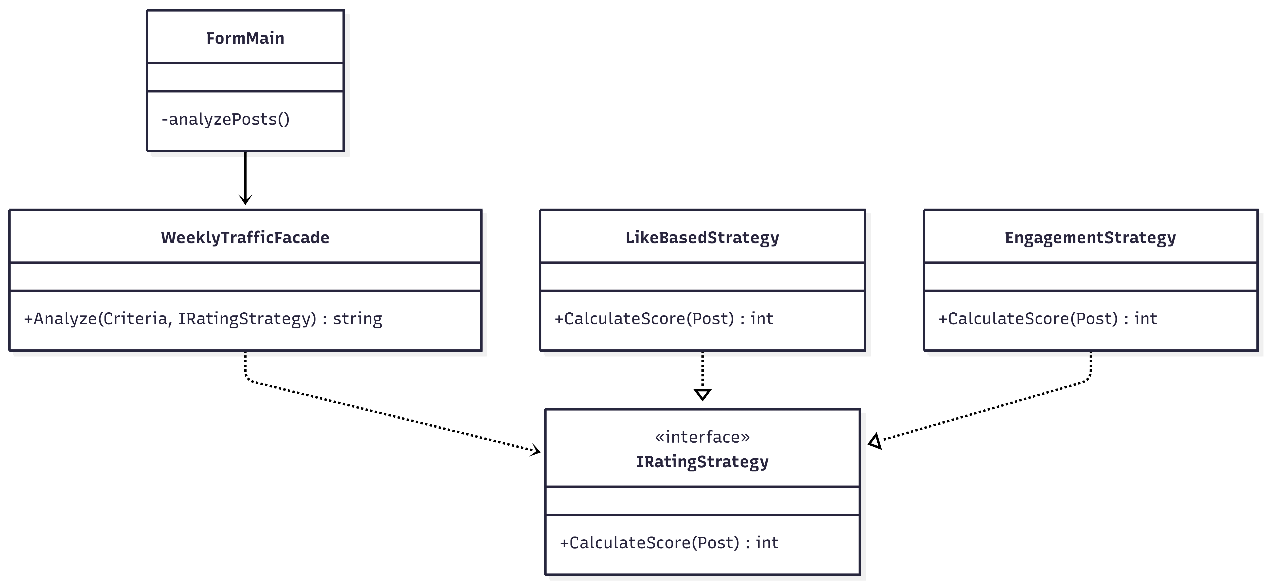 FormMain
-analyzePosts()
WeeklyTrafficFacade
+Analyze(Criteria, IRatingStrategy) : string
LikeBasedStrategy
+CalculateScore(Post) : int
EngagementStrategy
+CalculateScore(Post) : int
«interface»
IRatingStrategy
+CalculateScore(Post) : int